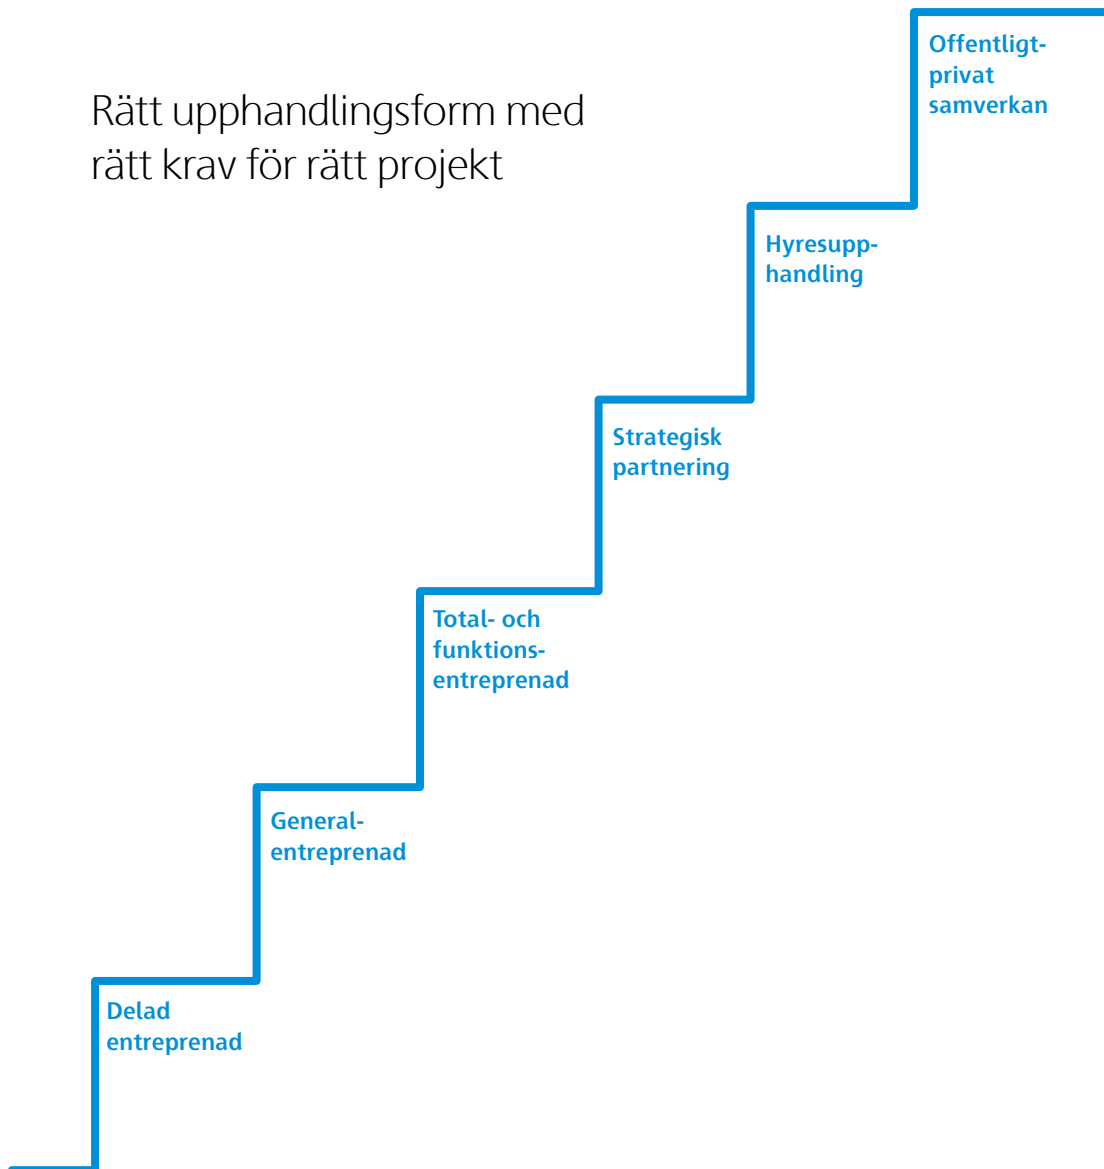 Rätt upphandlingsform med
rätt krav för rätt projekt
Offentligt-
privat
samverkan
Hyresupp-
handling
Strategisk
partnering
Total- och
funktions-
entreprenad
General-
entreprenad
Delad
entreprenad